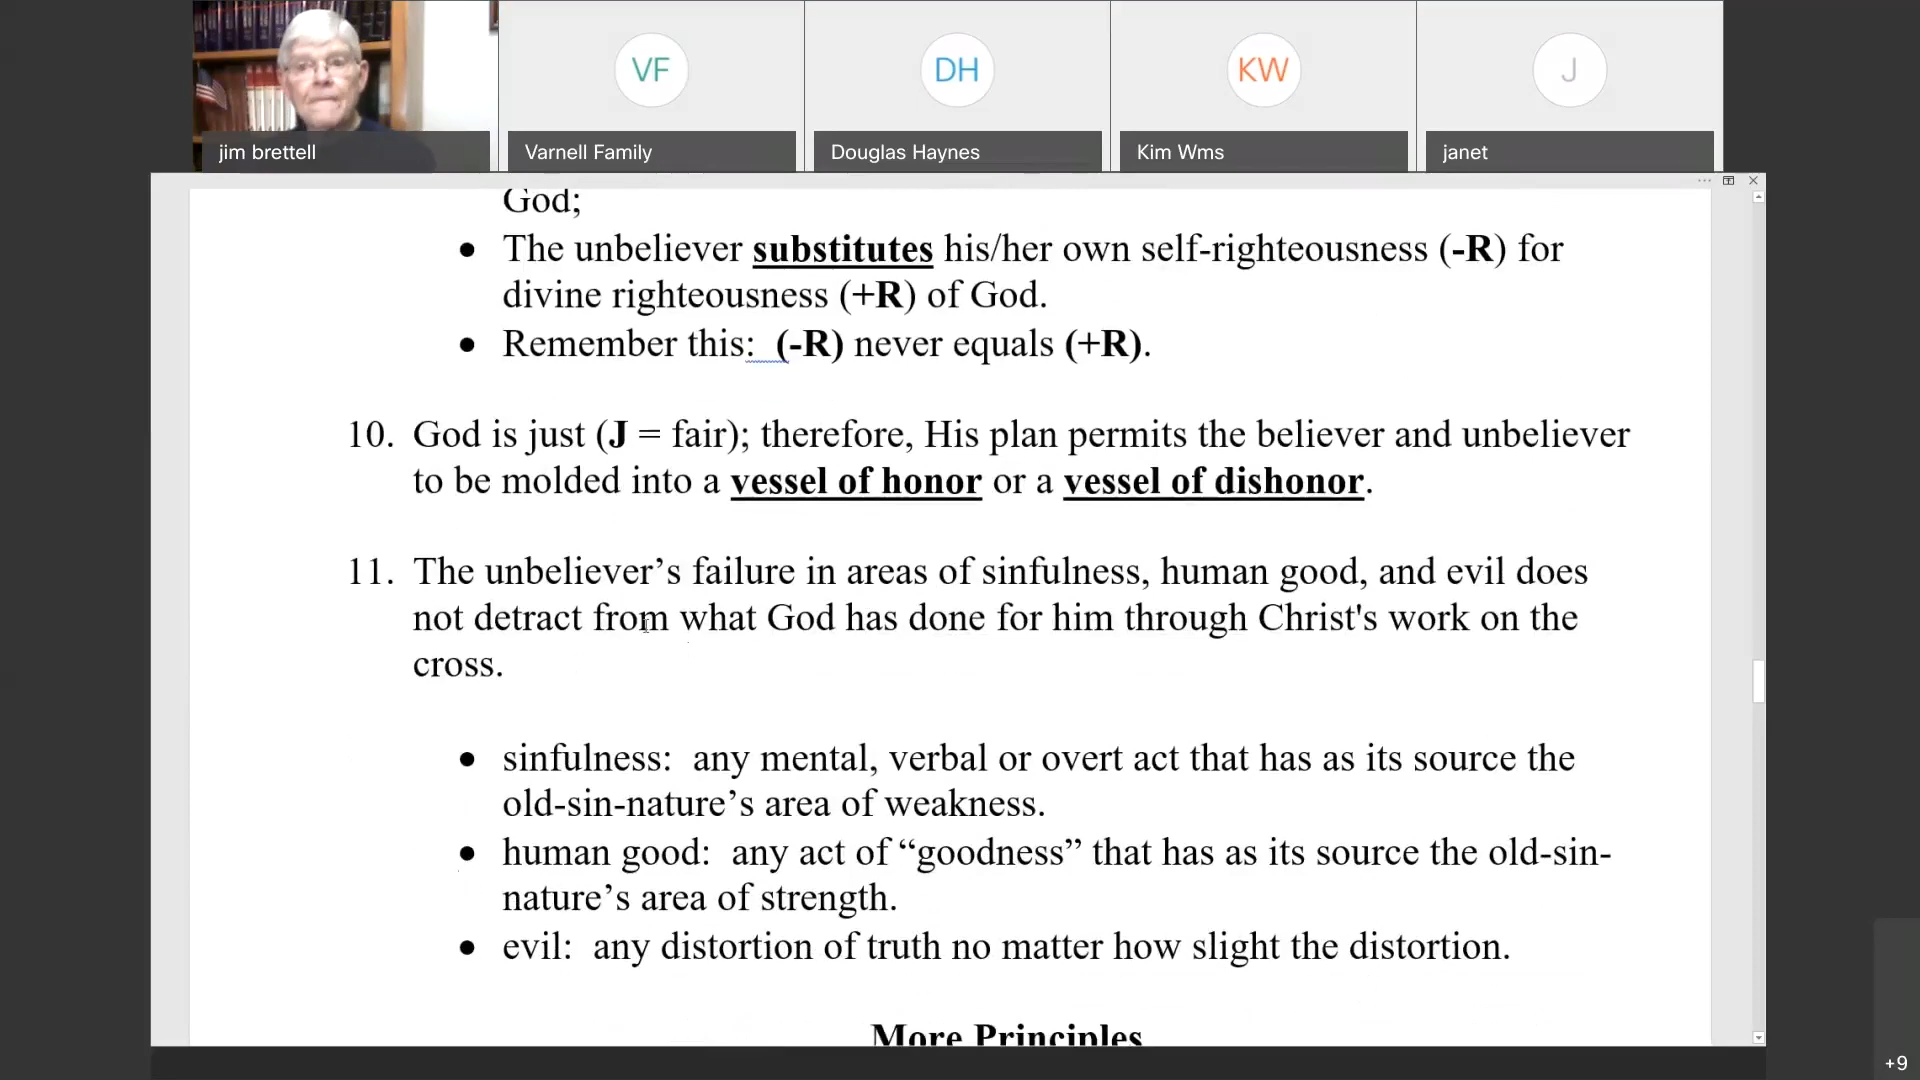 VF
DH
KW
J
jim brettell
Varnell Family
Douglas Haynes
Kim Wms
janet
God;
• The unbeliever substitutes his/her own self-righteousness (-R) for
divine righteousness (+R) of God.
• Remember this:  (-R) never equals (+R).
10. God is just (J = fair); therefore, His plan permits the believer and unbeliever
to be molded into a vessel of honor or a vessel of dishonor.
11. The unbeliever’s failure in areas of sinfulness, human good, and evil does
not detract from what God has done for him through Christ's work on the
cross.
• sinfulness:  any mental, verbal or overt act that has as its source the
old-sin-nature’s area of weakness.
• human good:  any act of “goodness” that has as its source the old-sin-
nature’s area of strength.
• evil:  any distortion of truth no matter how slight the distortion.
More Principles
+9